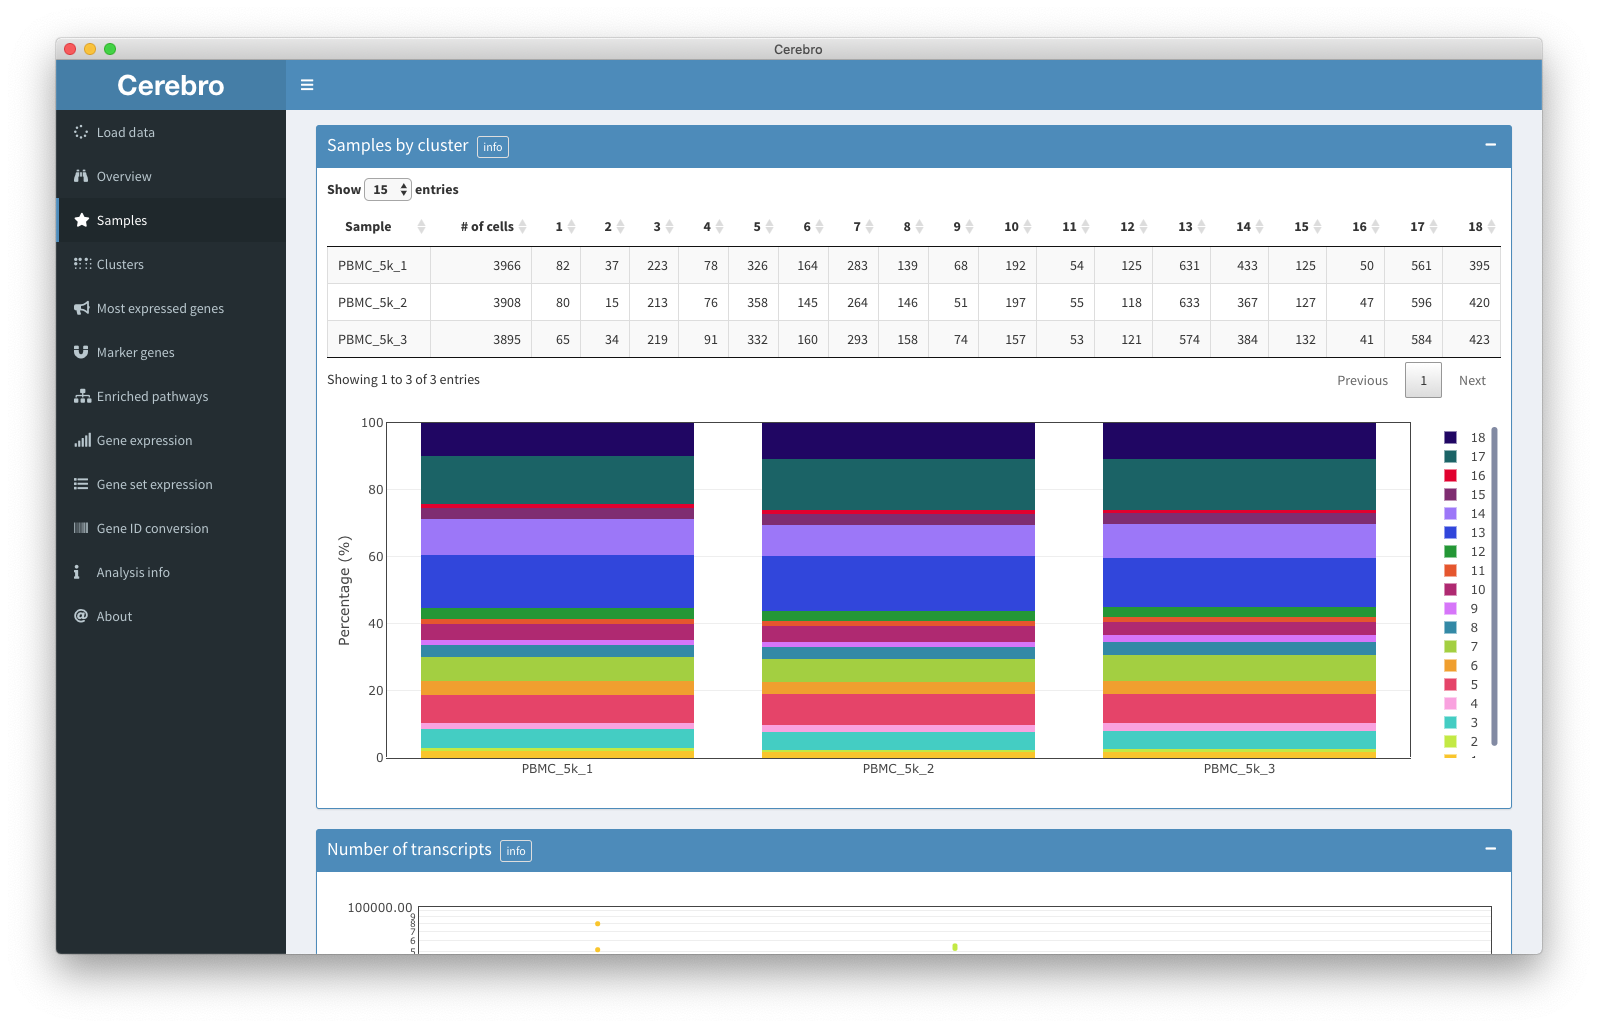 Cerebro
Cerebro
Load data
Overview
Samples
Clusters
Most expressed genes
Marker genes
Enriched pathways
Gene expression
Gene set expression
Gene ID conversion
Analysis info
About
Samples by cluster info
Show 15 entries
Sample # of cells 1 2 3 4 5 6 7 8 9 10 11 12 13 14 15 16 17 18
PBMC_5k_1 3966 82 37 223 78 326 164 283 139 68 192 54 125 631 433 125 50 561 395
PBMC_5k_2 3908 80 15 213 76 358 145 264 146 51 197 55 118 633 367 127 47 596 420
PBMC_5k_3 3895 65 34 219 91 332 160 293 158 74 157 53 121 574 384 132 41 584 423
Showing 1 to 3 of 3 entries
Previous 1 Next
Percentage (%)
100
80
60
40
20
0
PBMC_5k_1 PBMC_5k_2 PBMC_5k_3
18
17
16
15
14
13
12
11
10
9
8
7
6
5
4
3
2
1
Number of transcripts info
100000.00
9
8
7
6
5